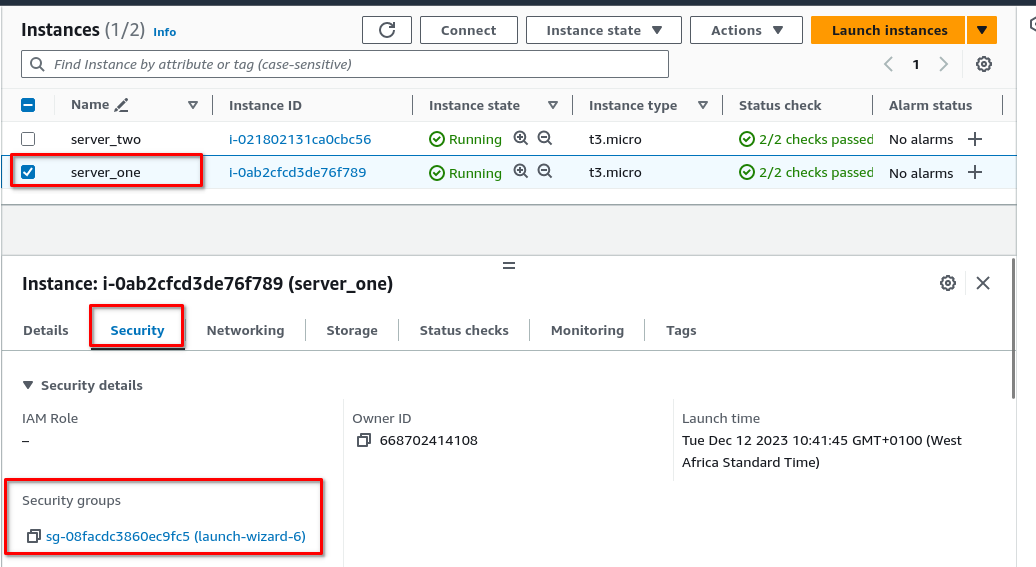 Instances (1/2) Info
Connect
Instance state
Actions
Launch instances
Find Instance by attribute or tag (case-sensitive)
1
Name Instance ID Instance state Instance type Status check Alarm status
server_two i-021802131ca0cbc56 Running t3.micro 2/2 checks passed No alarms
server_one i-0ab2cfcd3de76f789 Running t3.micro 2/2 checks passed No alarms
Instance: i-0ab2cfcd3de76f789 (server_one)
Details Security Networking Storage Status checks Monitoring Tags
Security details
IAM Role
–
Owner ID
668702414108
Launch time
Tue Dec 12 2023 10:41:45 GMT+0100 (West
Africa Standard Time)
Security groups
sg-08facdc3860ec9fc5 (launch-wizard-6)